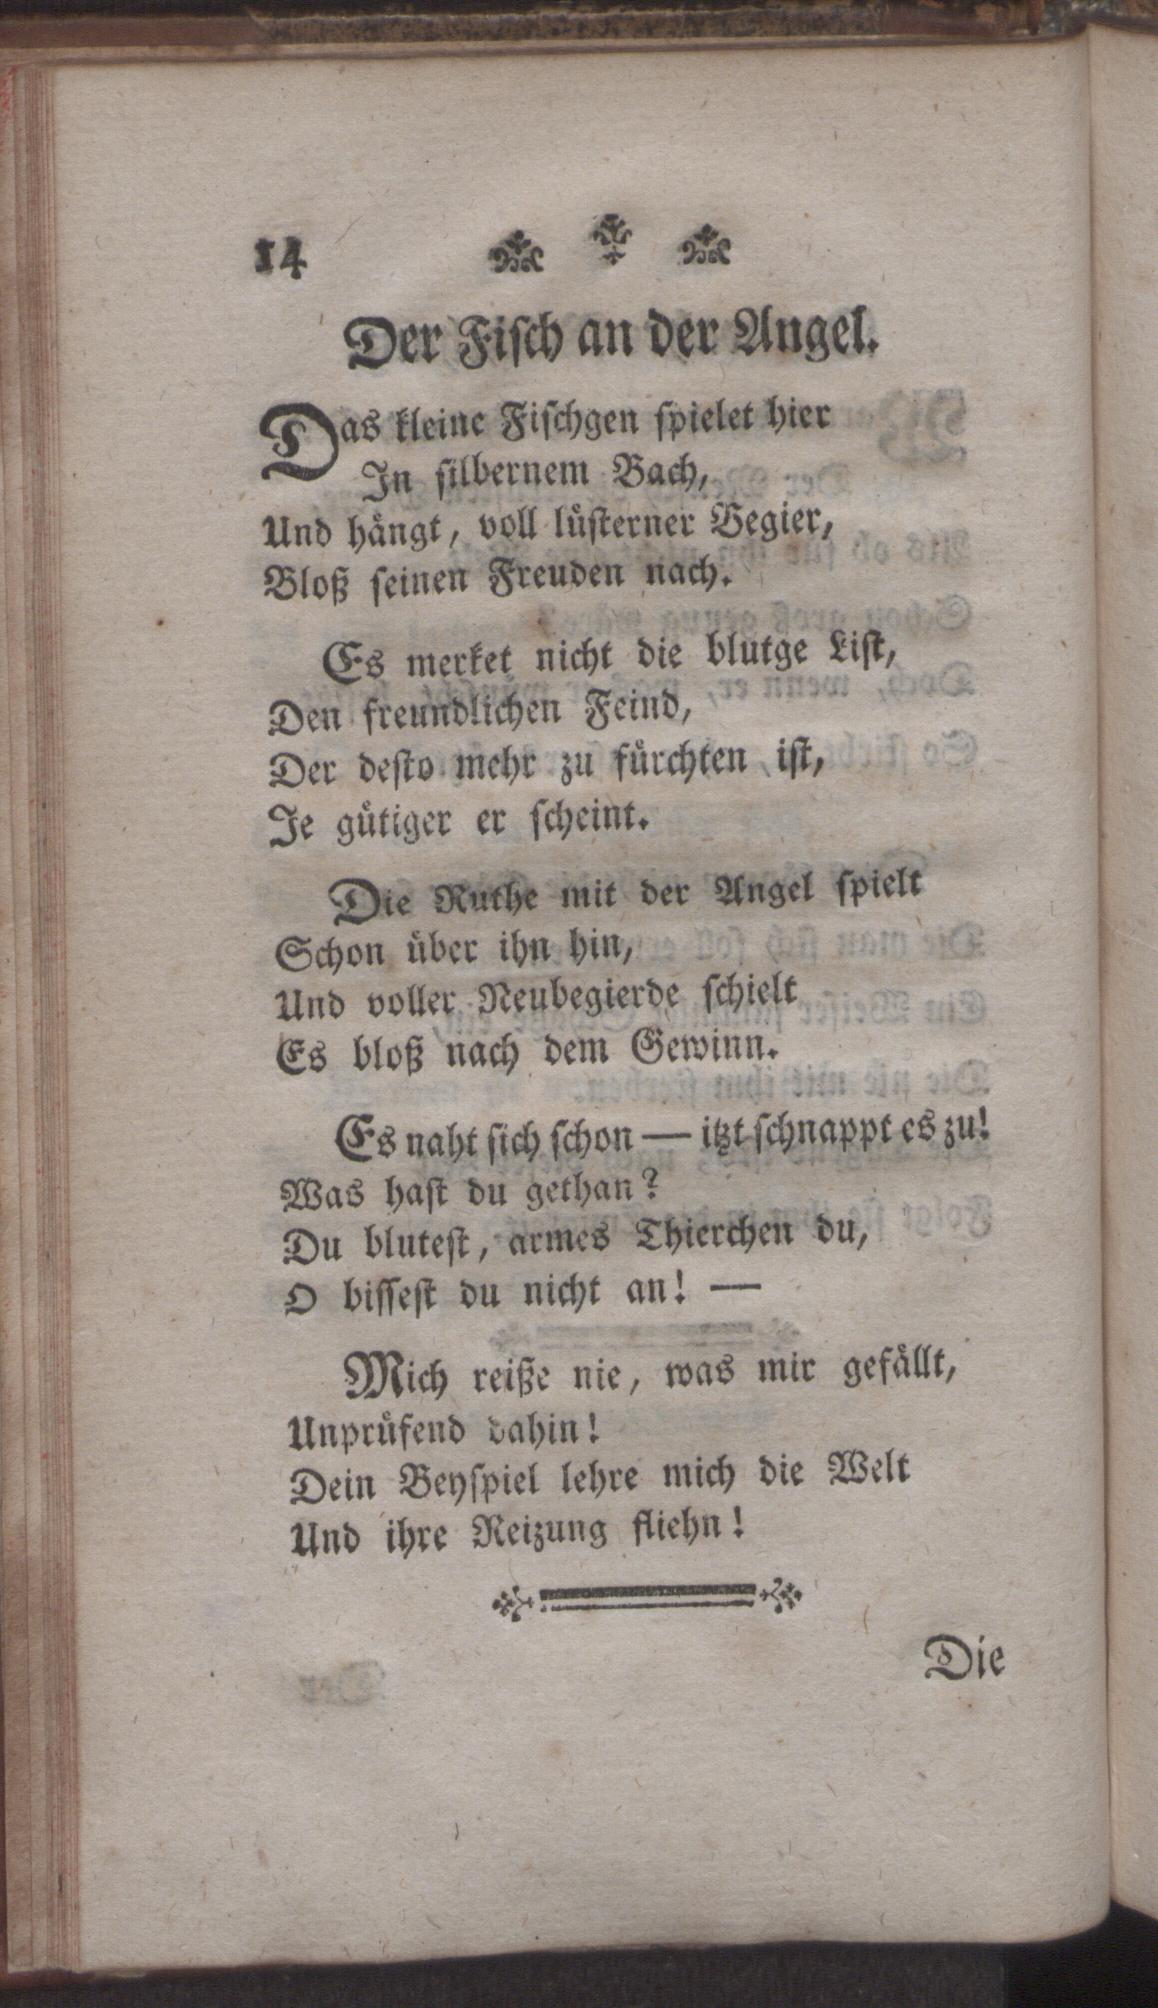 14
Der Fiſch an der Angel.
Das kleine Fiſchgen ſpielet hier
In ſilbernem Bach,
Und hängt, voll lüſterner Begier,
Bloß ſeinen Freuden nach.
Es merket nicht die blutge Liſt,
Den freundlichen Feind,
Der deſto mehr zu fürchten iſt,
Je gütiger er ſcheint.
Die Ruthe mit der Angel ſpielt
Schon über ihn hin,
Und voller Neubegierde ſchielt
Es bloß nach dem Gewinn.
Es naht ſich ſchon — itzt ſchnappt es zu!
Was haſt du gethan?
Du bluteſt, armes Thierchen du,
O biſſeſt du nicht an! —
Mich reiße nie, was mir gefällt,
Unprüfend dahin!
Dein Beyſpiel lehre mich die Welt
Und ihre Reizung fliehn!
Die